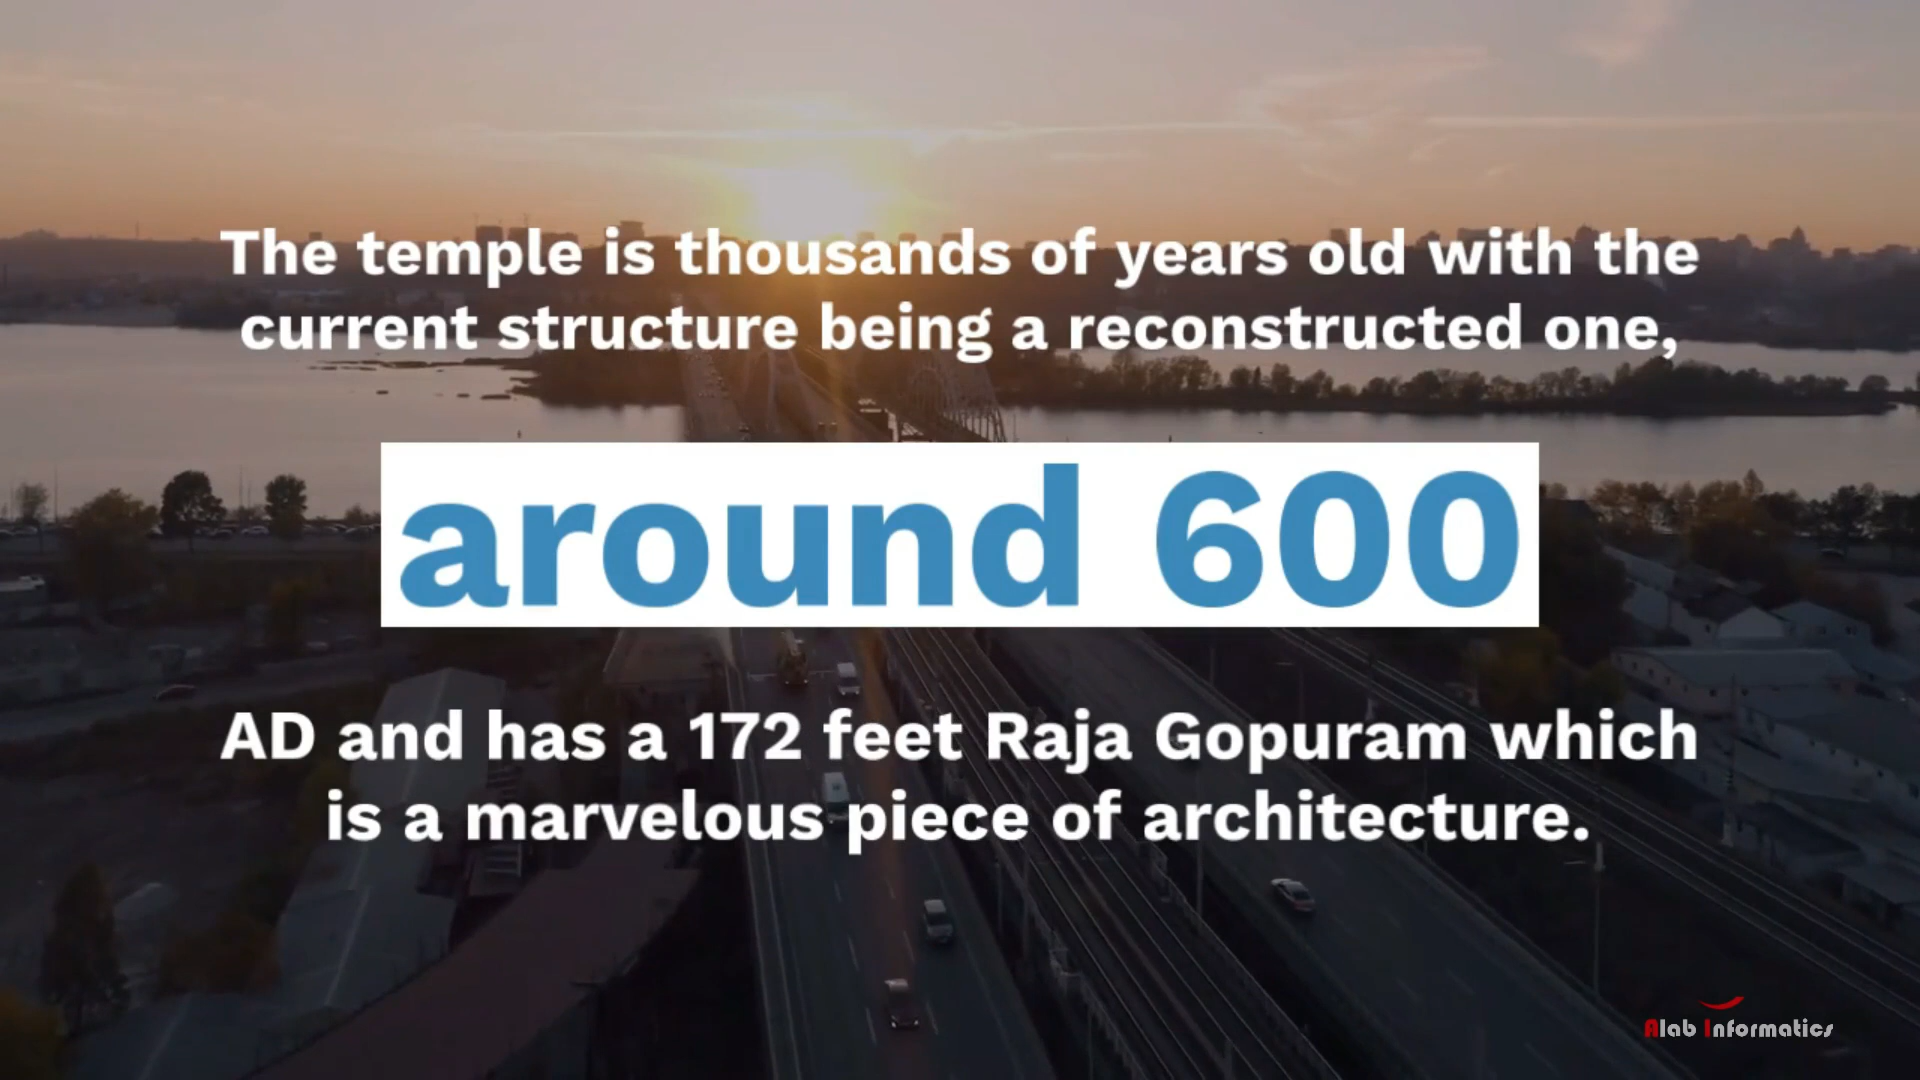 The temple is thousands of years old with the
current structure being a reconstructed one,
around 600
AD and has a 172 feet Raja Gopuram which
is a marvelous piece of architecture.
Alab Informatics